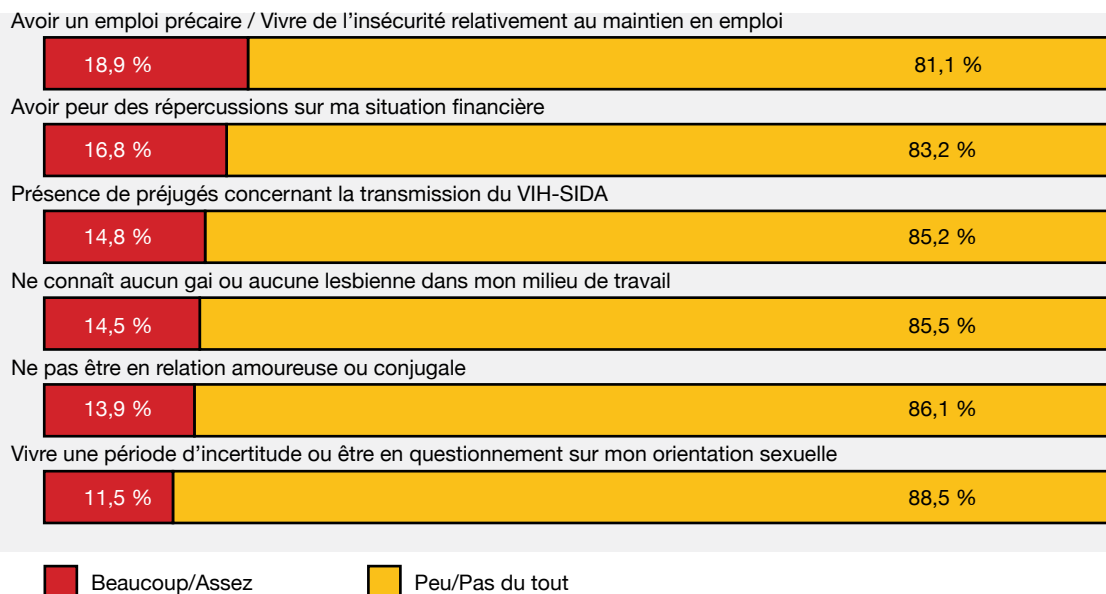 Avoir un emploi précaire / Vivre de l’insécurité relativement au maintien en emploi
18,9 % 81,1 %
Avoir peur des répercussions sur ma situation financière
16,8 % 83,2 %
Présence de préjugés concernant la transmission du VIH-SIDA
14,8 % 85,2 %
Ne connaît aucun gai ou aucune lesbienne dans mon milieu de travail
14,5 % 85,5 %
Ne pas être en relation amoureuse ou conjugale
13,9 % 86,1 %
Vivre une période d’incertitude ou être en questionnement sur mon orientation sexuelle
11,5 % 88,5 %
Beaucoup/Assez Peu/Pas du tout